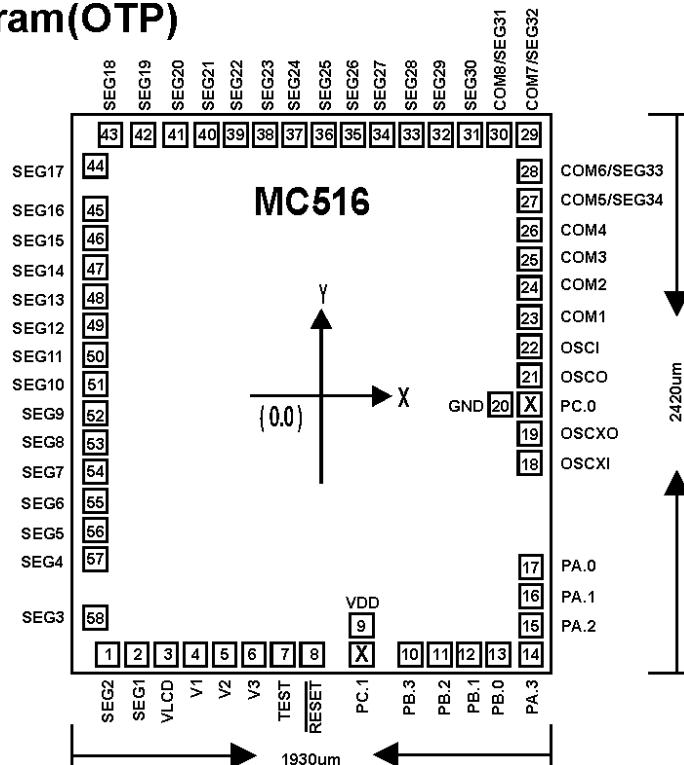 ram(OTP)
SEG18 SEG19 SEG20 SEG21 SEG22 SEG23 SEG24 SEG25 SEG26 SEG27 SEG28 SEG29 SEG30 COM8/SEG31 COM7/SEG32
43 42 41 40 39 38 37 36 35 34 33 32 31 30 29
SEG17 44
28 COM6/SEG33
MC516
27 COM5/SEG34
SEG16 45
26 COM4
SEG15 46
25 COM3
SEG14 47
24 COM2
SEG13 48
Y
23 COM1
SEG12 49
22 OSCI
SEG11 50
21 OSCO
SEG10 51
X
GND 20 X PC.0
2420um
(0.0)
SEG9 52
19 OSCXO
SEG8 53
18 OSCXI
SEG7 54
SEG6 55
SEG5 56
SEG4 57
17 PA.0
16 PA.1
SEG3 58
VDD
9
15 PA.2
1 2 3 4 5 6 7 8 X 10 11 12 13 14
SEG2 SEG1 VLCD V1 V2 V3 TEST RESET PC.1 PB.3 PB.2 PB.1 PB.0 PA.3
1930um